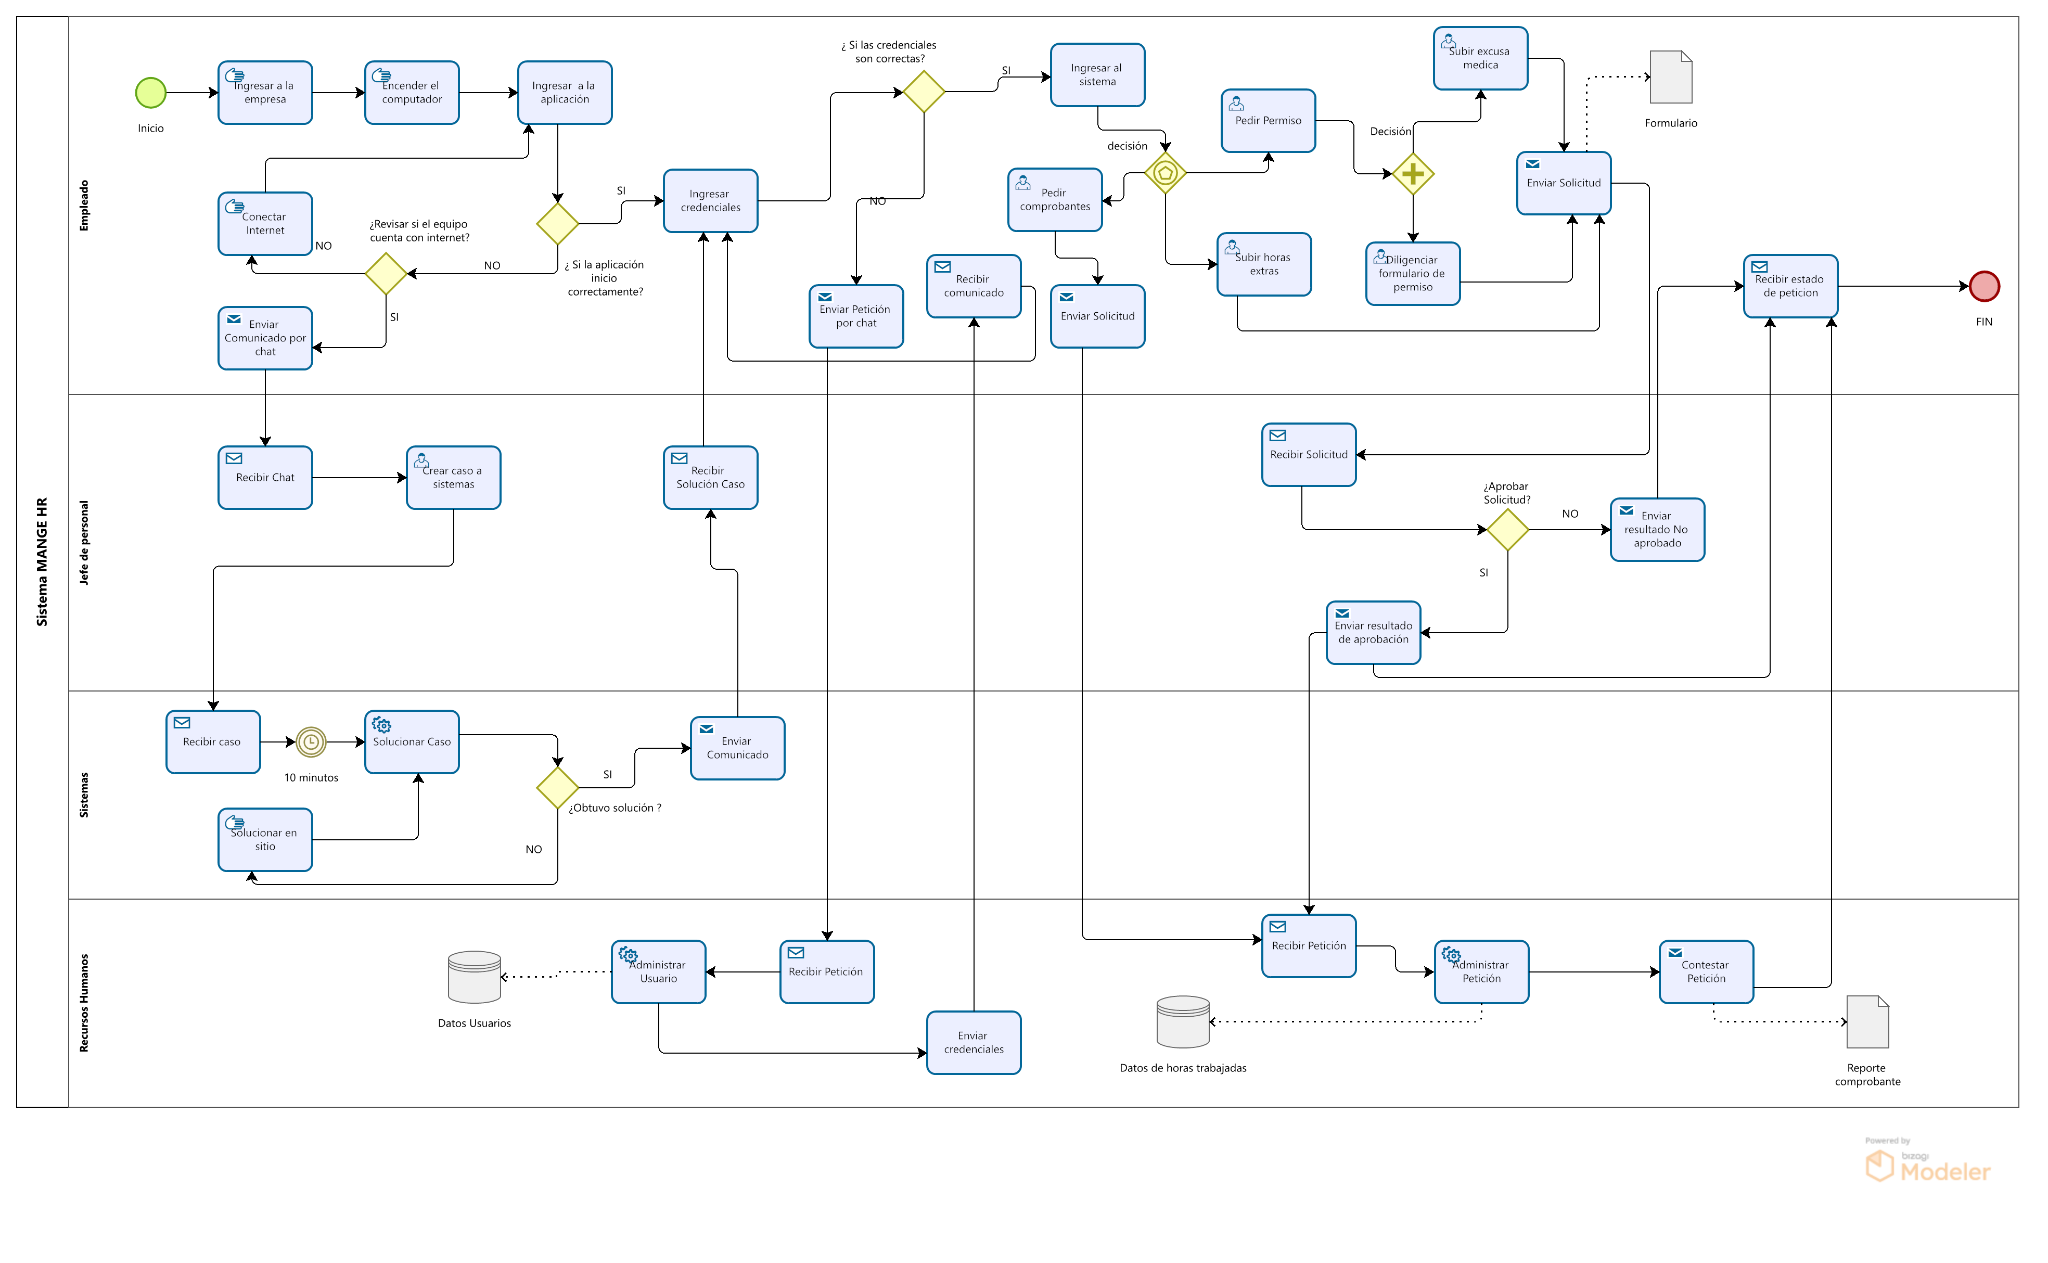 Sistema MANGE HR
Empleado
Inicio
Ingresar a la
empresa
Encender el
computador
Ingresar a la
aplicación
Conectar
Internet
NO
¿Revisar si el equipo
cuenta con internet?
NO
SI
¿ Si la aplicación
inicio
correctamente?
SI
Enviar
Comunicado por
chat
Ingresar
credenciales
¿ Si las credenciales
son correctas?
SI
NO
Ingresar al
sistema
decisión
Pedir
comprobantes
Enviar Petición
por chat
Recibir
comunicado
Enviar Solicitud
Pedir Permiso
Subir horas
extras
Decisión
Subir excusa
medica
Diligenciar
formulario de
permiso
Enviar Solicitud
Formulario
Recibir estado
de peticion
FIN
Jefe de personal
Recibir Chat
Crear caso a
sistemas
Recibir
Solución Caso
Recibir Solicitud
¿Aprobar
Solicitud?
NO
SI
Enviar
resultado No
aprobado
Enviar resultado
de aprobación
Sistemas
Recibir caso
10 minutos
Solucionar Caso
Solucionar en
sitio
SI
¿Obtuvo solución ?
NO
Enviar
Comunicado
Recursos Humanos
Datos Usuarios
Administrar
Usuario
Recibir Petición
Enviar
credenciales
Recibir Petición
Administrar
Petición
Contestar
Petición
Datos de horas trabajadas
Reporte
comprobante
Powered by
bizagi
Modeler